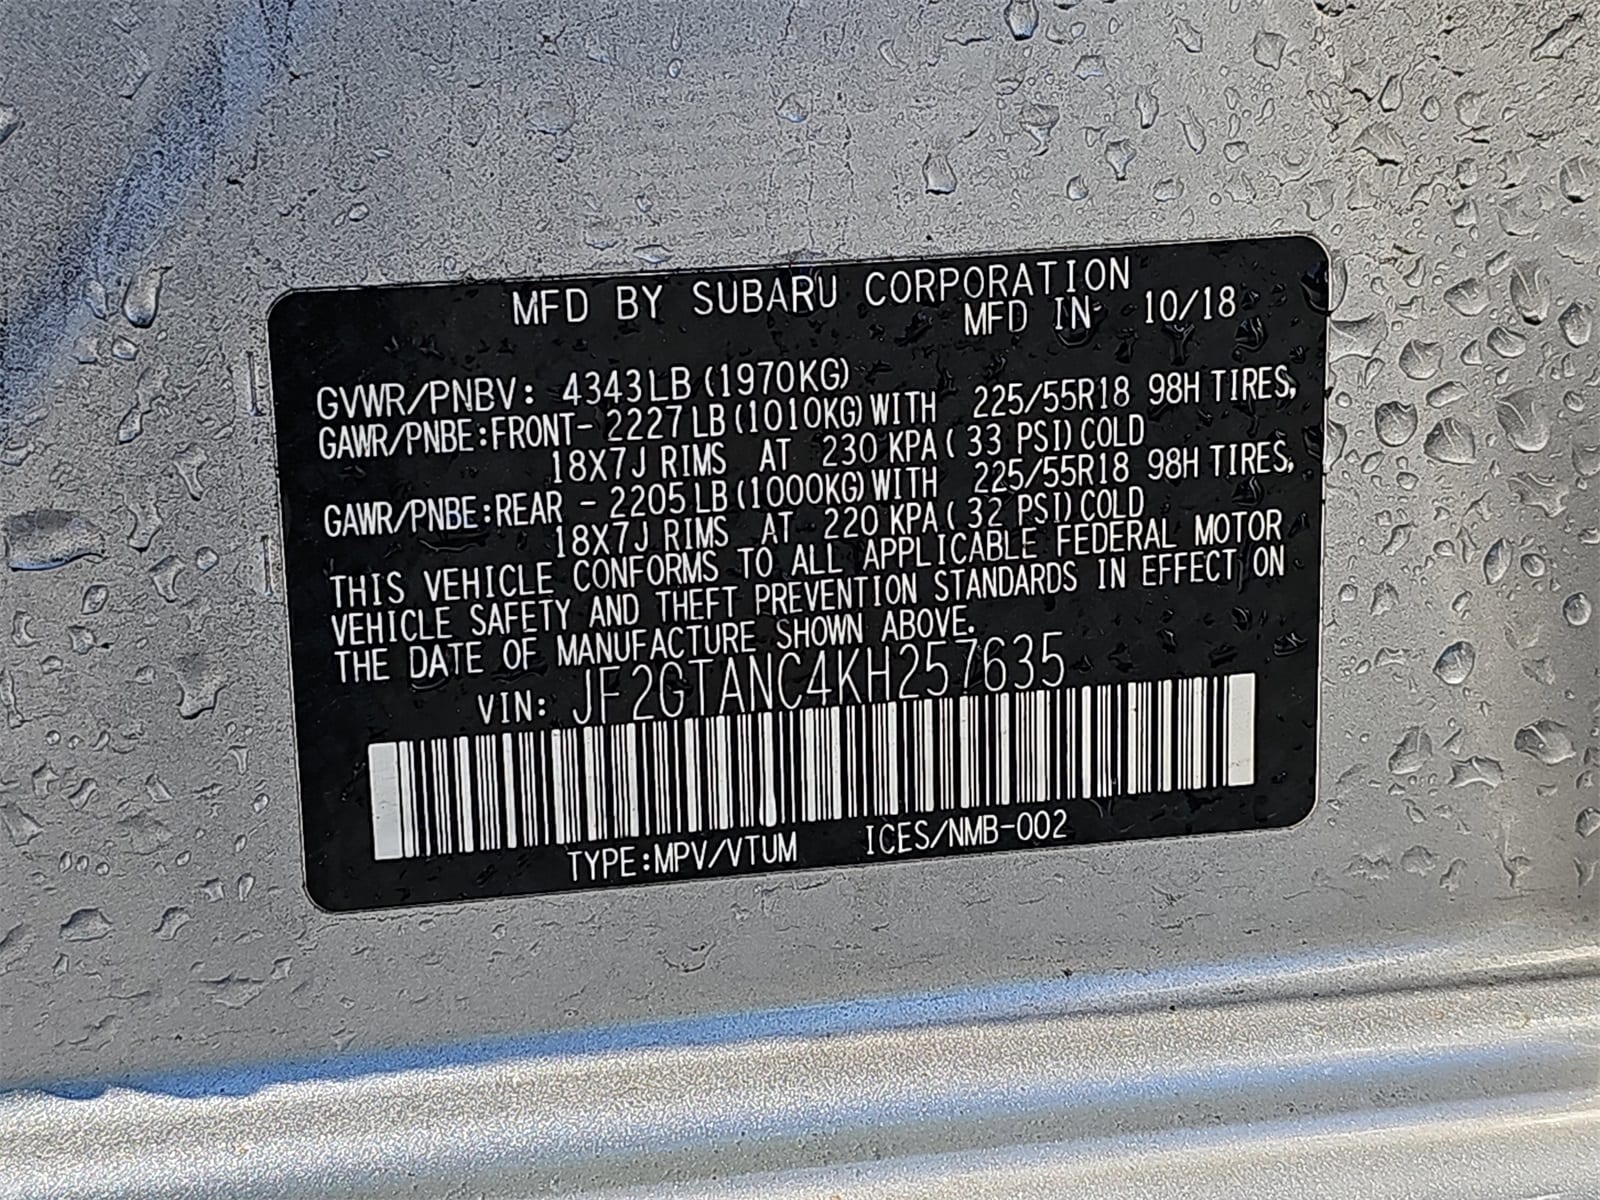 MFD BY SUBARU CORPORATION
MFD IN 10/18
GVWR/PNBV: 4343LB(1970KG)
GAWR/PNBE:FRONT- 2227LB(1010KG)WITH 225/55R18 98H TIRES,
18X7J RIMS AT 230 KPA( 33 PSI)COLD
GAWR/PNBE:REAR - 2205LB(1000KG)WITH 225/55R18 98H TIRES,
18X7J RIMS AT 220 KPA( 32 PSI)COLD
THIS VEHICLE CONFORMS TO ALL APPLICABLE FEDERAL MOTOR
VEHICLE SAFETY AND THEFT PREVENTION STANDARDS IN EFFECT ON
THE DATE OF MANUFACTURE SHOWN ABOVE.
VIN: JF2GTANC4KH257635
TYPE:MPV/VTUM ICES/NMB-002